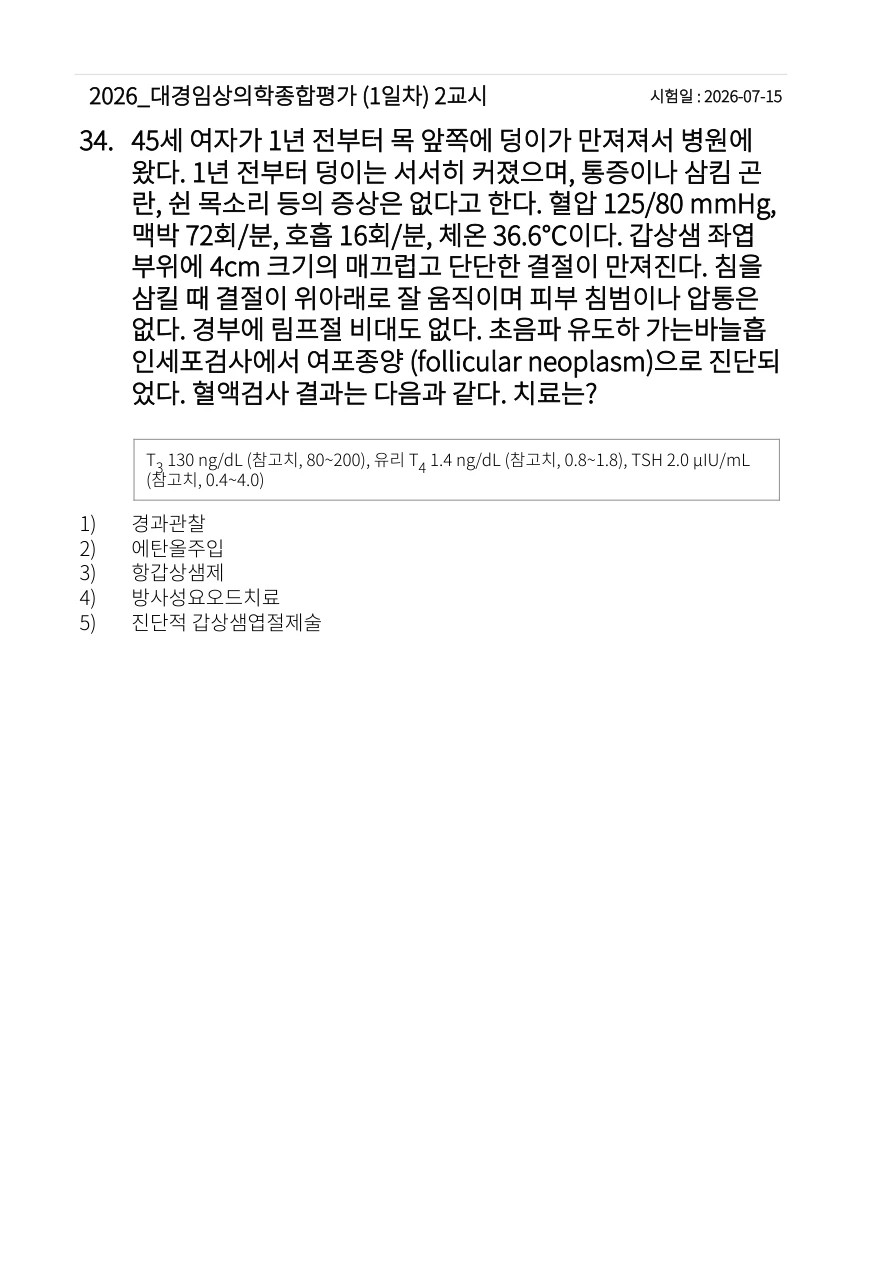 2026_대경임상의학종합평가 (1일차) 2교시
시험일 : 2026-07-15
34. 45세 여자가 1년 전부터 목 앞쪽에 덩이가 만져져서 병원에
왔다. 1년 전부터 덩이는 서서히 커졌으며, 통증이나 삼킴 곤
란, 쉰 목소리 등의 증상은 없다고 한다. 혈압 125/80 mmHg,
맥박 72회/분, 호흡 16회/분, 체온 36.6℃이다. 갑상샘 좌엽
부위에 4cm 크기의 매끄럽고 단단한 결절이 만져진다. 침을
삼킬 때 결절이 위아래로 잘 움직이며 피부 침범이나 압통은
없다. 경부에 림프절 비대도 없다. 초음파 유도하 가는바늘흡
인세포검사에서 여포종양 (follicular neoplasm)으로 진단되
었다. 혈액검사 결과는 다음과 같다. 치료는?
T3 130 ng/dL (참고치, 80~200), 유리 T4 1.4 ng/dL (참고치, 0.8~1.8), TSH 2.0 μIU/mL
(참고치, 0.4~4.0)
1) 경과관찰
2) 에탄올주입
3) 항갑상샘제
4) 방사성요오드치료
5) 진단적 갑상샘엽절제술